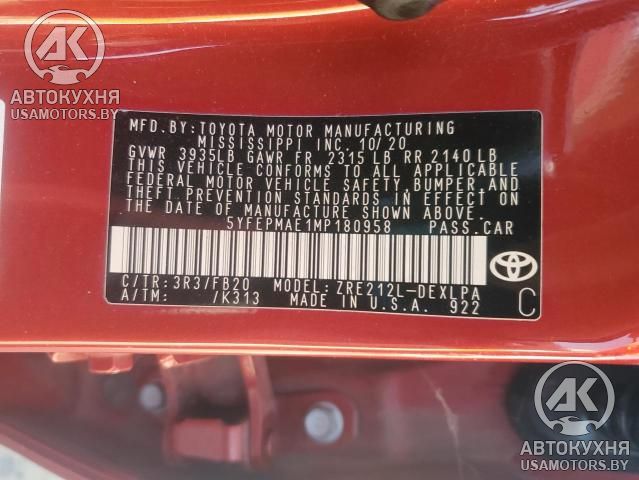 AK
АВТОКУХНЯ
USAMOTORS.BY
MFD.BY:TOYOTA MOTOR MANUFACTURING
MISSISSIPPI INC. 10/20
GVWR 3935LB GAWR FR 2315 LB RR 2140 LB
THIS VEHICLE CONFORMS TO ALL APPLICABLE
FEDERAL MOTOR VEHICLE SAFETY, BUMPER, AND
THEFT PREVENTION STANDARDS IN EFFECT ON
THE DATE OF MANUFACTURE SHOWN ABOVE.
5YFEPMAE1MP180958 PASS.CAR
C/TR: 3R3/FB20 MODEL: ZRE212L-DEXLPA
A/TM: /K313 MADE IN U.S.A. 922
C
AK
АВТОКУХНЯ
USAMOTORS.BY